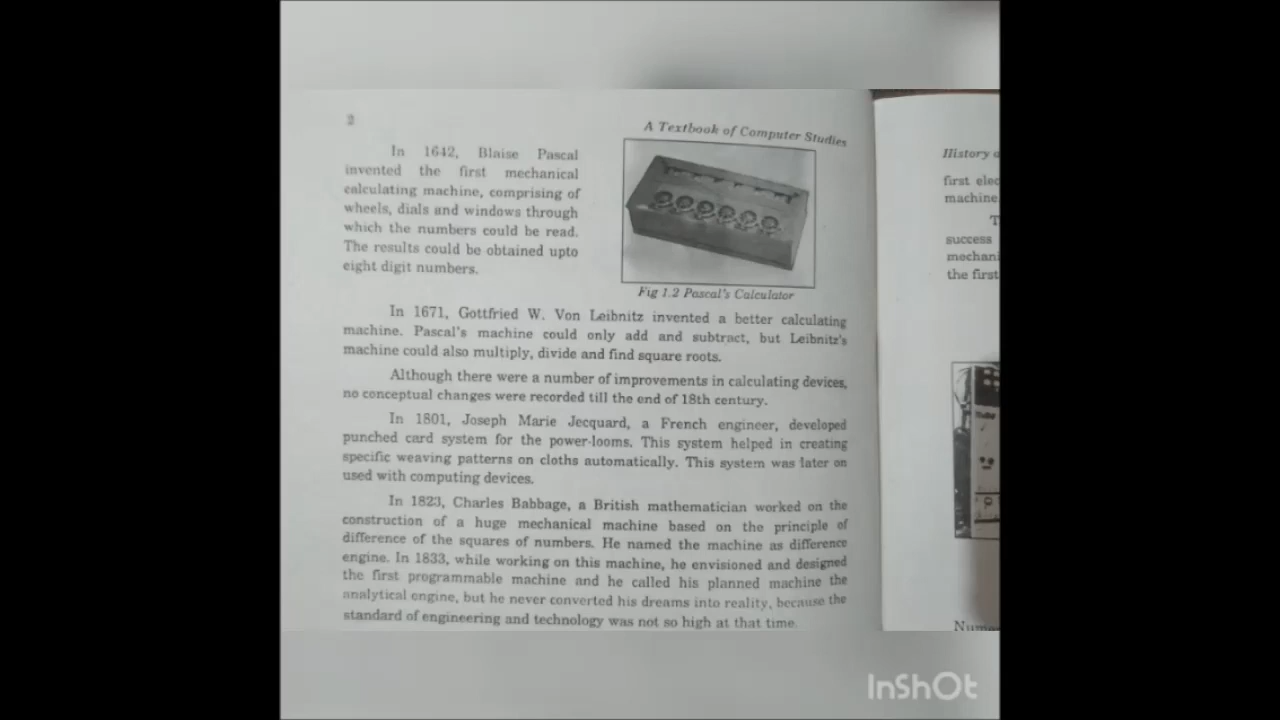 2
A Textbook of Computer Studies
In 1642, Blaise Pascal
invented the first mechanical
calculating machine, comprising of
wheels, dials and windows through
which the numbers could be read.
The results could be obtained upto
eight digit numbers.
Fig 1.2 Pascal's Calculator
In 1671, Gottfried W. Von Leibnitz invented a better calculating
machine. Pascal's machine could only add and subtract, but Leibnitz's
machine could also multiply, divide and find square roots.
Although there were a number of improvements in calculating devices,
no conceptual changes were recorded till the end of 18th century.
In 1801, Joseph Marie Jecquard, a French engineer, developed
punched card system for the power-looms. This system helped in creating
specific weaving patterns on cloths automatically. This system was later on
used with computing devices.
In 1823, Charles Babbage, a British mathematician worked on the
construction of a huge mechanical machine based on the principle of
difference of the squares of numbers. He named the machine as difference
engine. In 1833, while working on this machine, he envisioned and designed
the first programmable machine and he called his planned machine the
analytical engine, but he never converted his dreams into reality, because the
standard of engineering and technology was not so high at that time.
History
first
machine
success
the first
InShOt